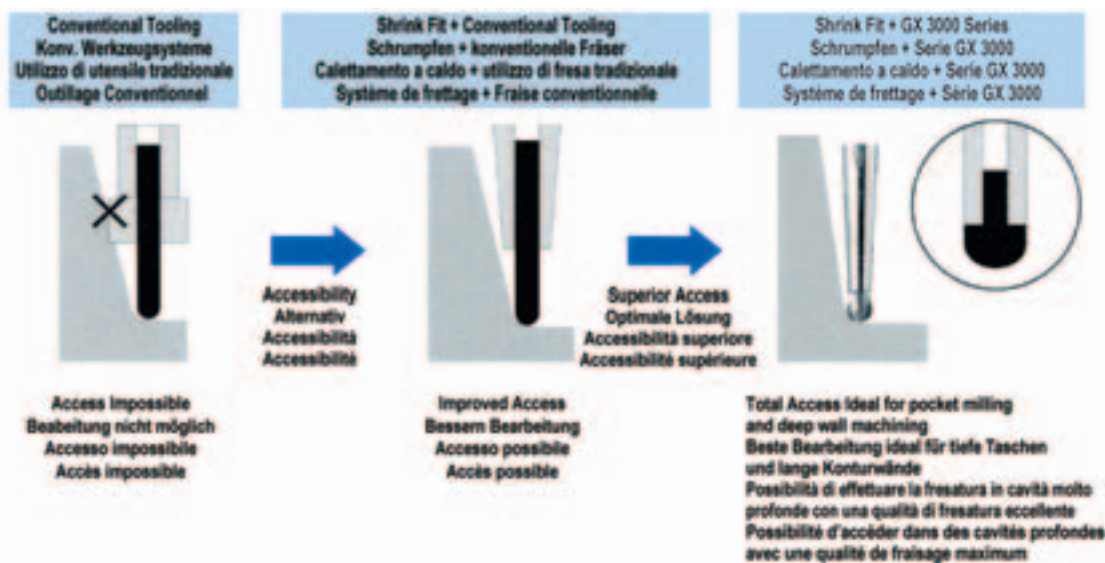 Conventional Tooling
Konv. Werkzeugsysteme
Utilizzo di utensile tradizionale
Outillage Conventionnel
Shrink Fit + Conventional Tooling
Schrumpfen + konventionelle Fräser
Calettamento a caldo + utilizzo di fresa tradizionale
Système de frettage + Fraise conventionnelle
Shrink Fit + GX 3000 Series
Schrumpfen + Serie GX 3000
Calettamento a caldo + Serie GX 3000
Système de frettage + Série GX 3000
Accessibility
Alternativ
Accessibilità
Accessibilité
Superior Access
Optimale Lösung
Accessibilità superiore
Accessibilité supérieure
Access Impossible
Beabeitung nicht möglich
Accesso impossibile
Accès impossible
Improved Access
Bessern Bearbeitung
Accesso possibile
Accès possible
Total Access Ideal for pocket milling
and deep wall machining
Beste Bearbeitung ideal für tiefe Taschen
und lange Konturwände
Possibilità di effettuare la fresatura in cavità molto
profonde con una qualità di fresatura eccellente
Possibilité d'accéder dans des cavités profondes
avec une qualité de fraisage maximum